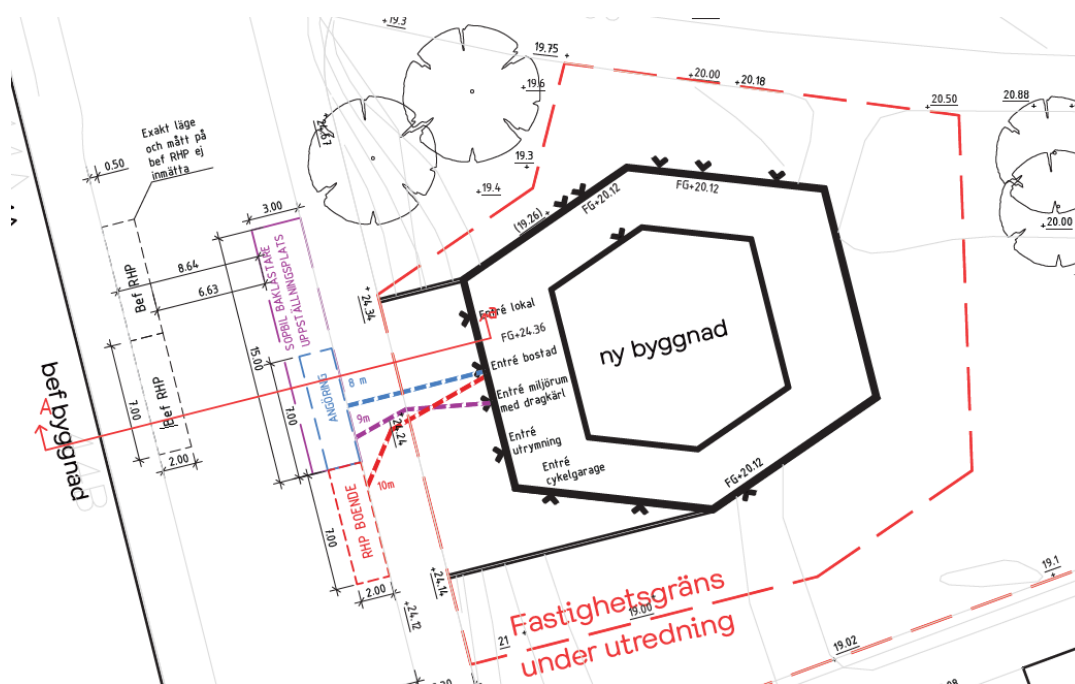 +19.3
19.75
+20.00
+20.18
+20.50
20.88
+19.6
24.67
Exakt läge
och mått på
bef RHP ej
inmätta
0.50
19.3
+19.4
FG+20.12
FG+20.12
(19.26)
+20.00
3.00
8.64
6.63
Bef RHP
SOPBIL BAKLASTARE
UPPSTÄLLNINGSPLATS
+24.34
Entré lokal
FG+24.36
Entré bostad
ny byggnad
Entré miljörum
med dragkärl
Entré
utrymning
Entré
cykelgarage
15.00
7.00
ANGÖRING
8 m
9m
10m
7.00
Bef RHP
2.00
A
bef byggnad
+24.24
FG+20.12
RHP BOENDE
7.00
2.00
+24.14
+24.12
Fastighetsgräns
under utredning
19.00
21
19.02
19.1